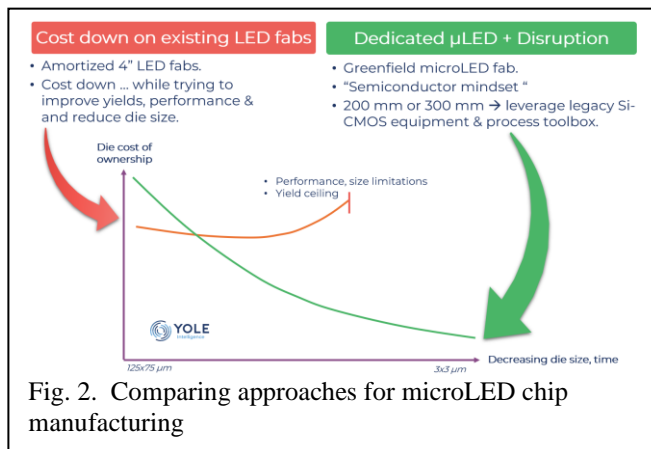 Cost down on existing LED fabs
• Amortized 4” LED fabs.
• Cost down ... while trying to
improve yields, performance &
and reduce die size.
Dedicated µLED + Disruption
• Greenfield microLED fab.
• “Semiconductor mindset “
• 200 mm or 300 mm → leverage legacy Si-
CMOS equipment & process toolbox.
Die cost of
ownership
• Performance, size limitations
• Yield ceiling
YOLE
Intelligence
125x75 µm
3x3 µm
Decreasing die size, time
Fig. 2. Comparing approaches for microLED chip
manufacturing